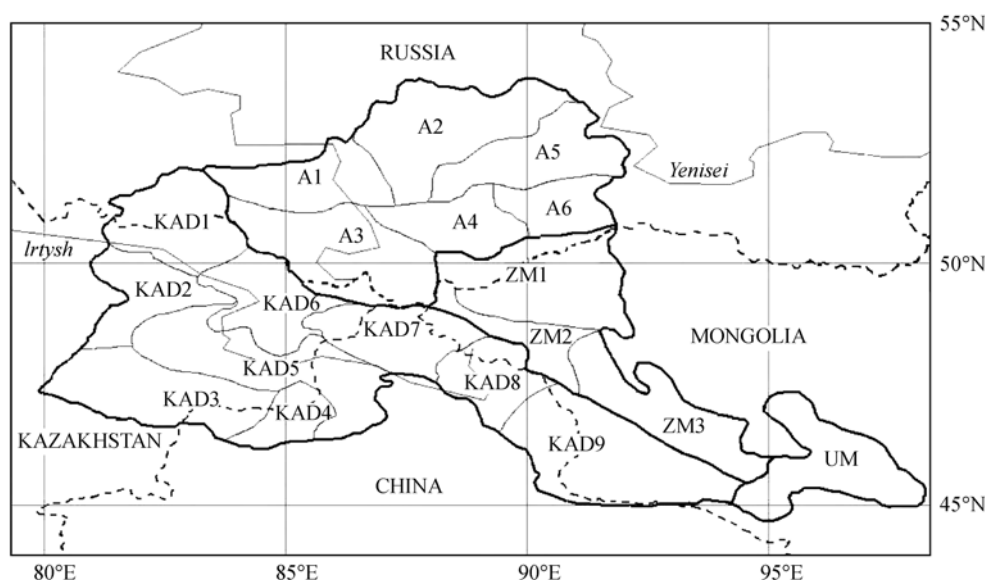 55°N
RUSSIA
A2
A5
A1
Yenisei
A6
KAD1
A4
A3
lrtysh
50°N
ZM1
KAD2
KAD6
KAD7
ZM2
MONGOLIA
KAD5
KAD8
KAD3
KAD4
ZM3
KAZAKHSTAN
KAD9
UM
CHINA
45°N
80°E 85°E 90°E 95°E